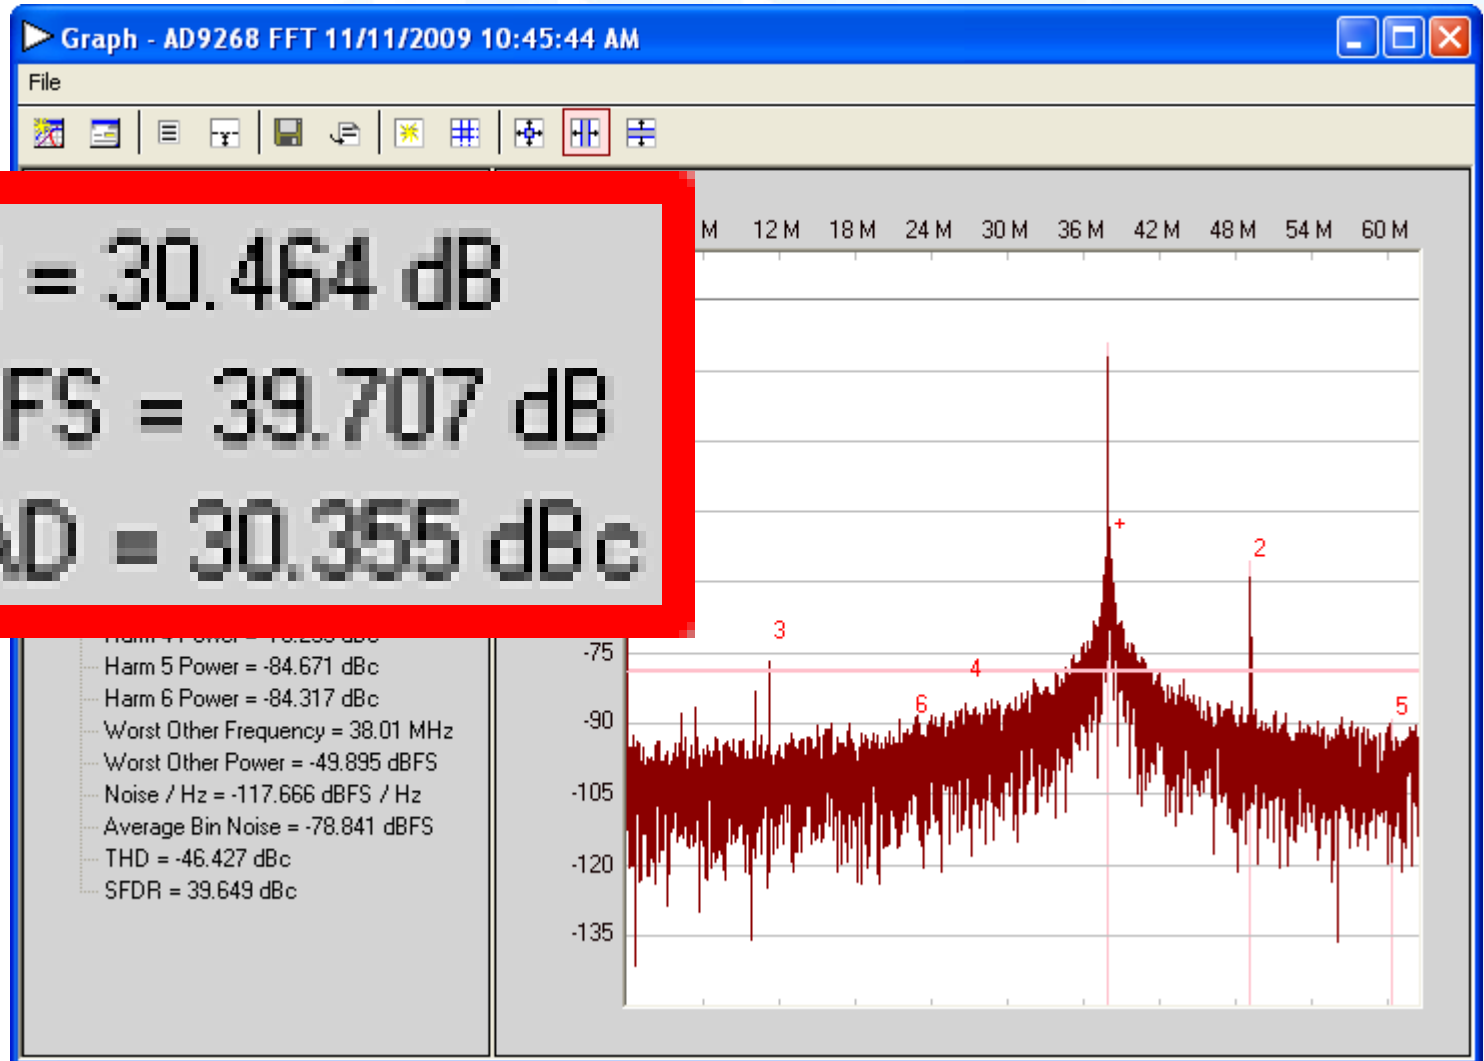 Graph - AD9268 FFT 11/11/2009 10:45:44 AM
File
= 30.464 dB
FS = 39.707 dB
AD = 30.355 dBc
Harm 5 Power = -84.671 dBc
Harm 6 Power = -84.317 dBc
Worst Other Frequency = 38.01 MHz
Worst Other Power = -49.895 dBFS
Noise / Hz = -117.666 dBFS / Hz
Average Bin Noise = -78.841 dBFS
THD = -46.427 dBc
SFDR = 39.649 dBc
M 12 M 18 M 24 M 30 M 36 M 42 M 48 M 54 M 60 M
+
2
3
-75
4
6
5
-90
-105
-120
-135